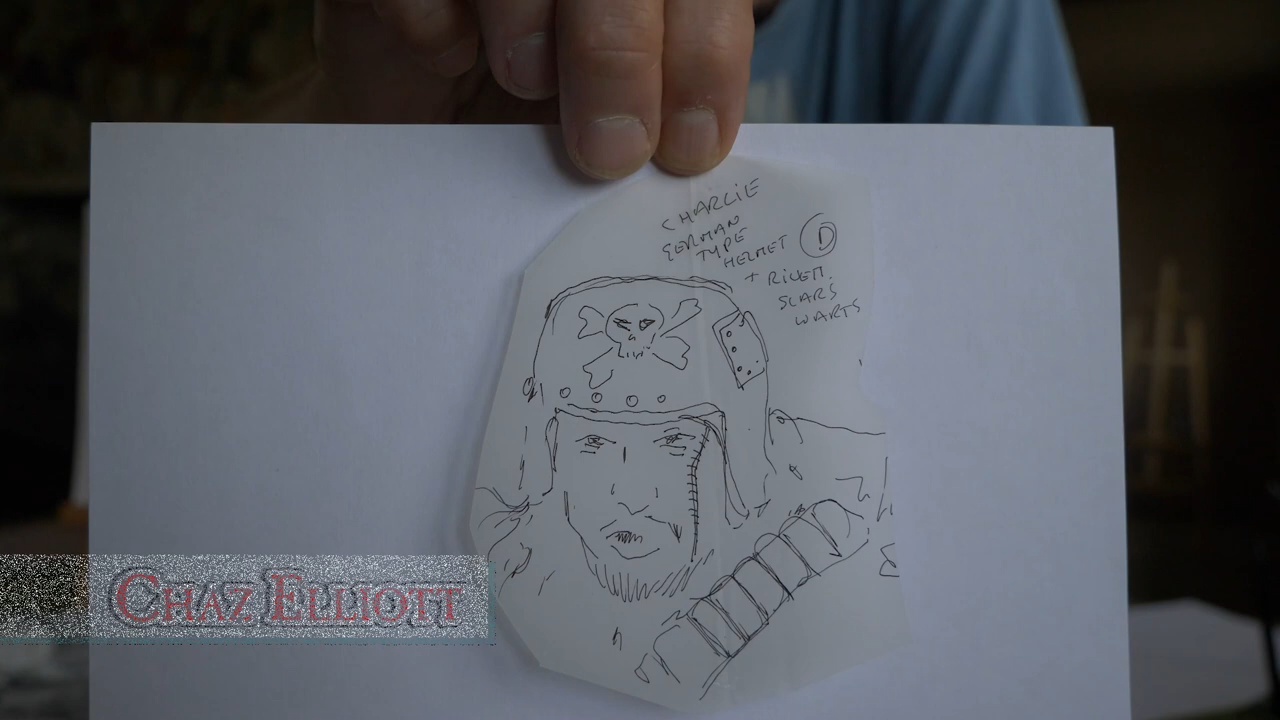 CHARLIE
GERMAN
TYPE
HELMET
D
+ RIVETT.
SCARS
WARTS
CHAZ ELLIOTT